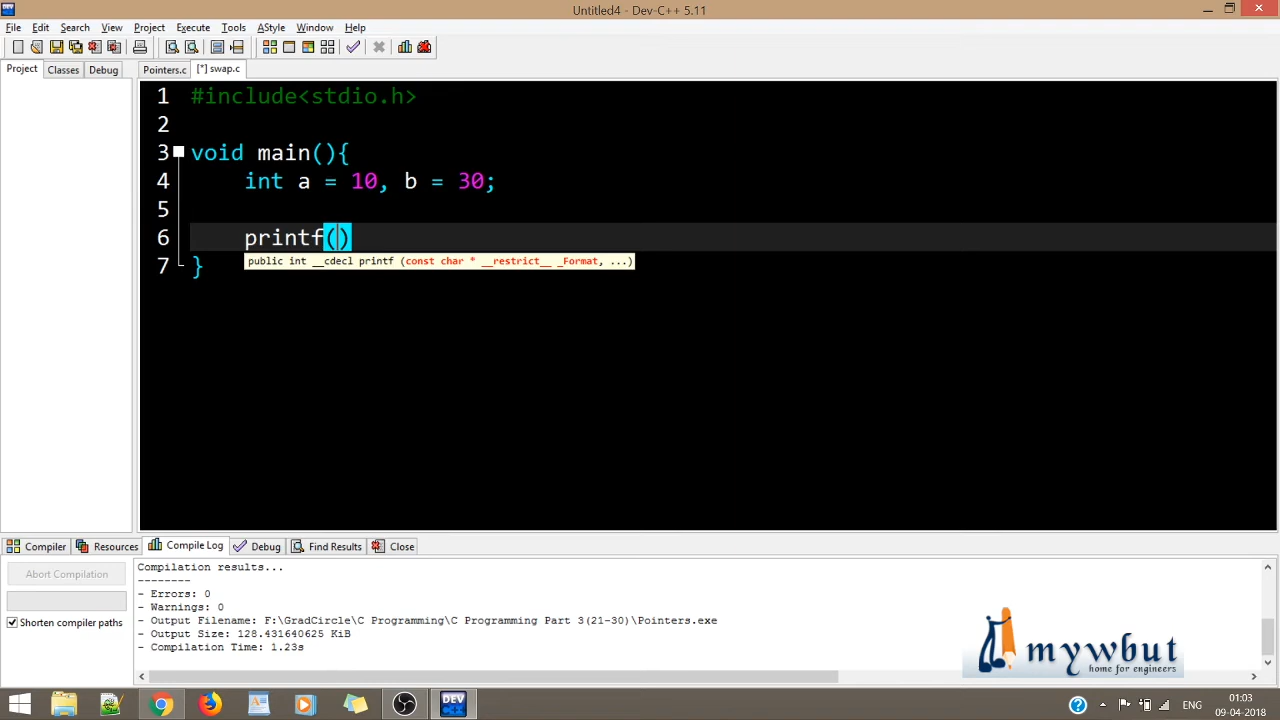 Untitled4 - Dev-C++ 5.11
File Edit Search View Project Execute Tools AStyle Window Help
Project Classes Debug Pointers.c [*] swap.c
1 #include<stdio.h>
2
3 void main(){
4 int a = 10, b = 30;
5
6 printf()
public int __cdecl printf (const char * __restrict__ _Format, ...)
7 }
Compiler Resources Compile Log Debug Find Results Close
Abort Compilation
Shorten compiler paths
Compilation results...
--------
- Errors: 0
- Warnings: 0
- Output Filename: F:\GradCircle\C Programming\C Programming Part 3(21-30)\Pointers.exe
- Output Size: 128.431640625 KiB
- Compilation Time: 1.23s
mywbut
home for engineers
DEV
ENG
01:03
09-04-2018